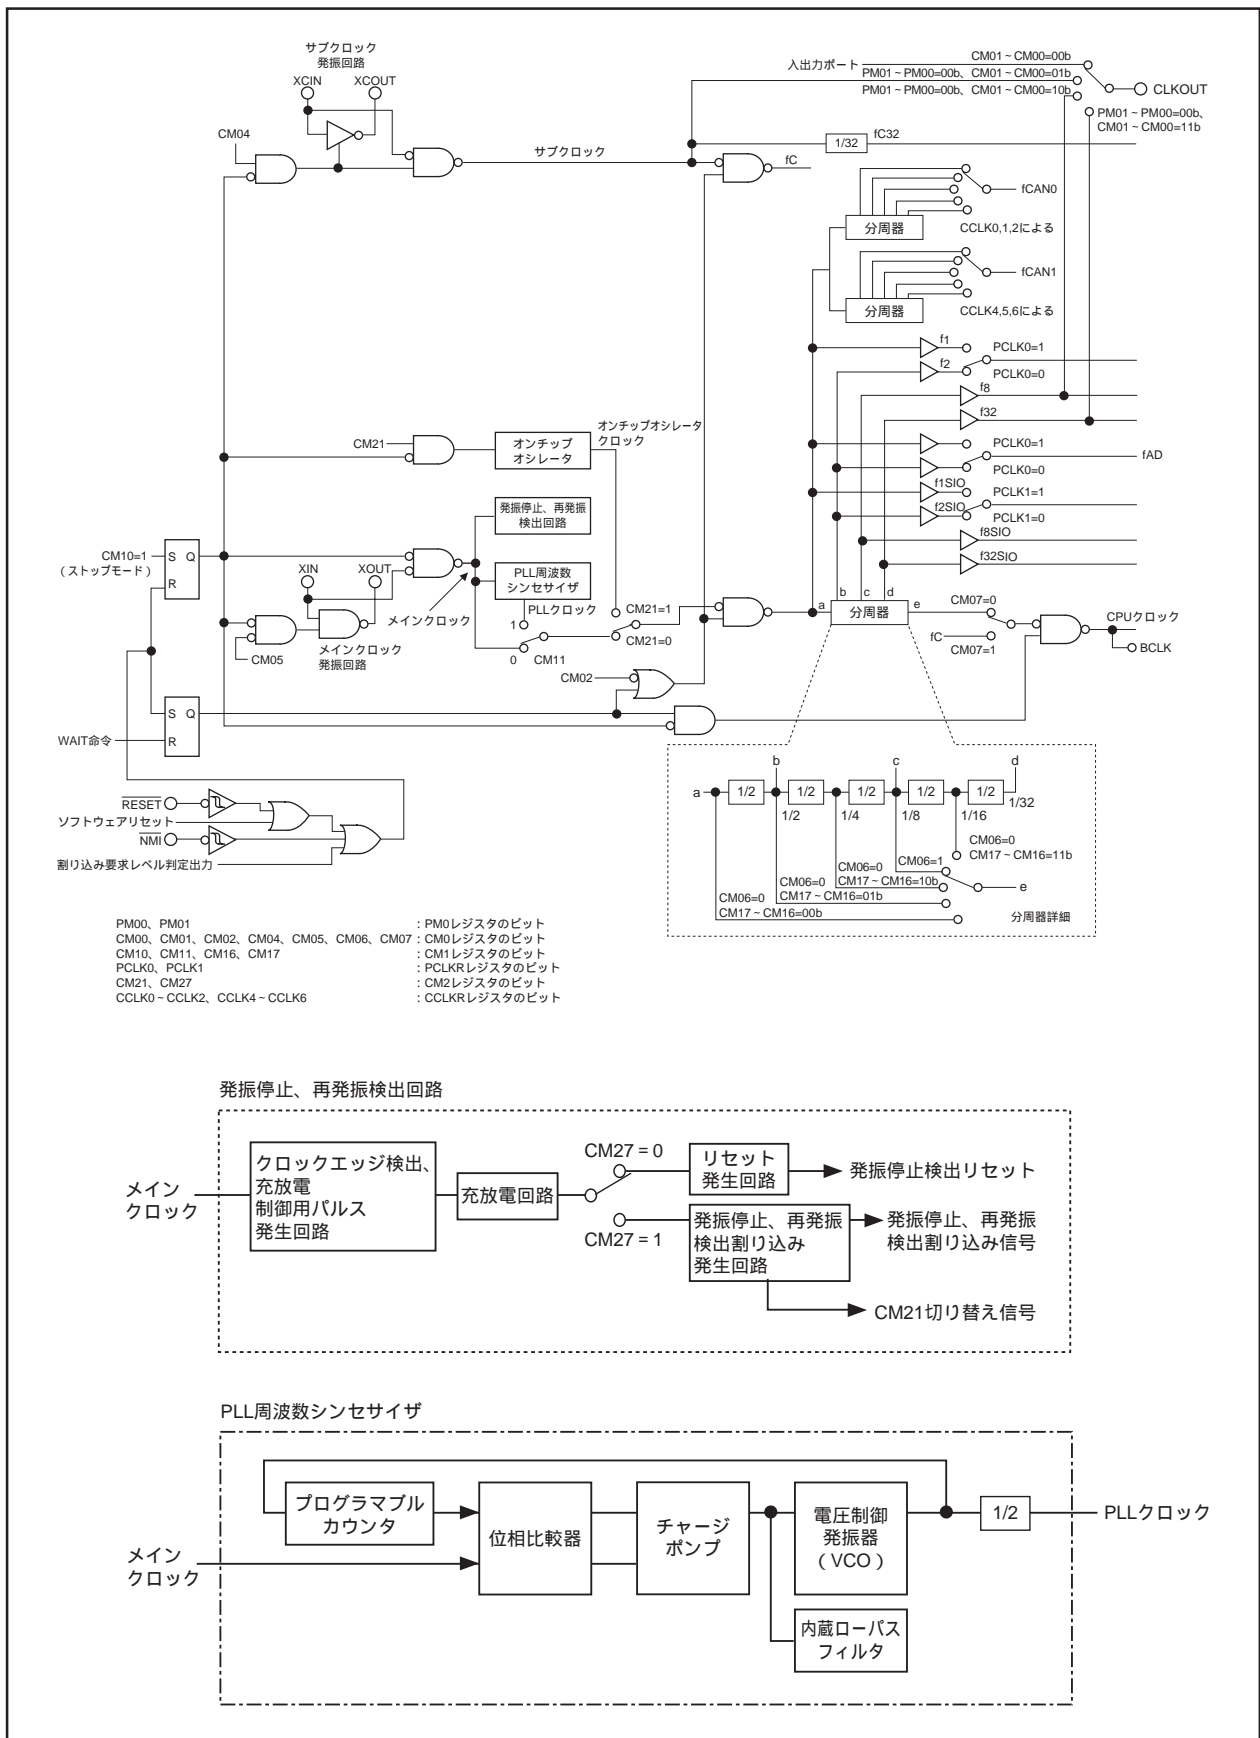 サブクロック
発振回路
XCIN
XCOUT
CM04
サブクロック
入出力ポート
CM01~CM00=00b
PM01~PM00=00b、CM01~CM00=01b
PM01~PM00=00b、CM01~CM00=10b
CLKOUT
PM01~PM00=00b、
CM01~CM00=11b
1/32
fC32
fC
fCAN0
分周器
CCLK0,1,2による
fCAN1
分周器
CCLK4,5,6による
f1
PCLK0=1
f2
PCLK0=0
f8
f32
PCLK0=1
fAD
PCLK0=0
f1SIO
PCLK1=1
f2SIO
PCLK1=0
f8SIO
f32SIO
CM21
オンチップ
オシレータ
オンチップオシレータ
クロック
発振停止、再発振
検出回路
CM10=1
(ストップモード)
S Q
R
XIN
XOUT
PLL周波数
シンセサイザ
メインクロック
PLLクロック
1
0
CM11
CM21=1
CM21=0
CM05
メインクロック
発振回路
CM02
a
b
c
d
分周器
e
CM07=0
fC
CM07=1
CPUクロック
BCLK
S Q
R
WAIT命令
RESET
ソフトウェアリセット
NMI
割り込み要求レベル判定出力
b
c
d
a
1/2
1/2
1/2
1/2
1/2
1/2
1/4
1/8
1/16
1/32
CM06=0
CM17~CM16=11b
CM06=1
CM06=0
CM17~CM16=10b
CM06=0
CM17~CM16=01b
CM06=0
CM17~CM16=00b
e
分周器詳細
PM00、PM01 : PM0レジスタのビット
CM00、CM01、CM02、CM04、CM05、CM06、CM07 : CM0レジスタのビット
CM10、CM11、CM16、CM17 : CM1レジスタのビット
PCLK0、PCLK1 : PCLKRレジスタのビット
CM21、CM27 : CM2レジスタのビット
CCLK0~CCLK2、CCLK4~CCLK6 : CCLKRレジスタのビット
発振停止、再発振検出回路
メイン
クロック
クロックエッジ検出、
充放電
制御用パルス
発生回路
充放電回路
CM27 = 0
CM27 = 1
リセット
発生回路
発振停止検出リセット
発振停止、再発振
検出割り込み
発生回路
発振停止、再発振
検出割り込み信号
CM21切り替え信号
PLL周波数シンセサイザ
プログラマブル
カウンタ
メイン
クロック
位相比較器
チャージ
ポンプ
電圧制御
発振器
(VCO)
1/2
PLLクロック
内蔵ローパス
フィルタ